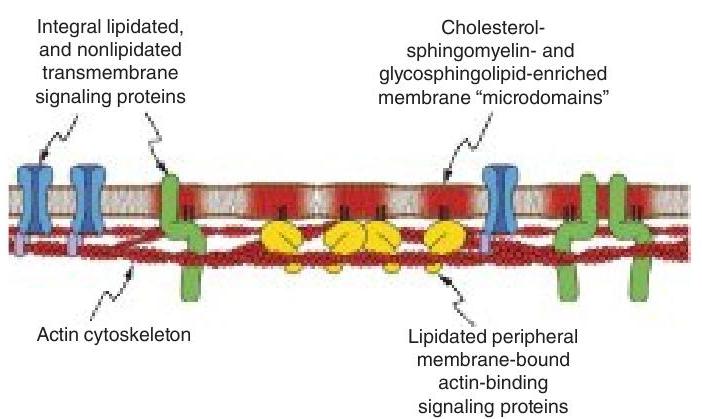 Integral lipidated,
and nonlipidated
transmembrane
signaling proteins
Cholesterol-
sphingomyelin- and
glycosphingolipid-enriched
membrane “microdomains”
Actin cytoskeleton
Lipidated peripheral
membrane-bound
actin-binding
signaling proteins